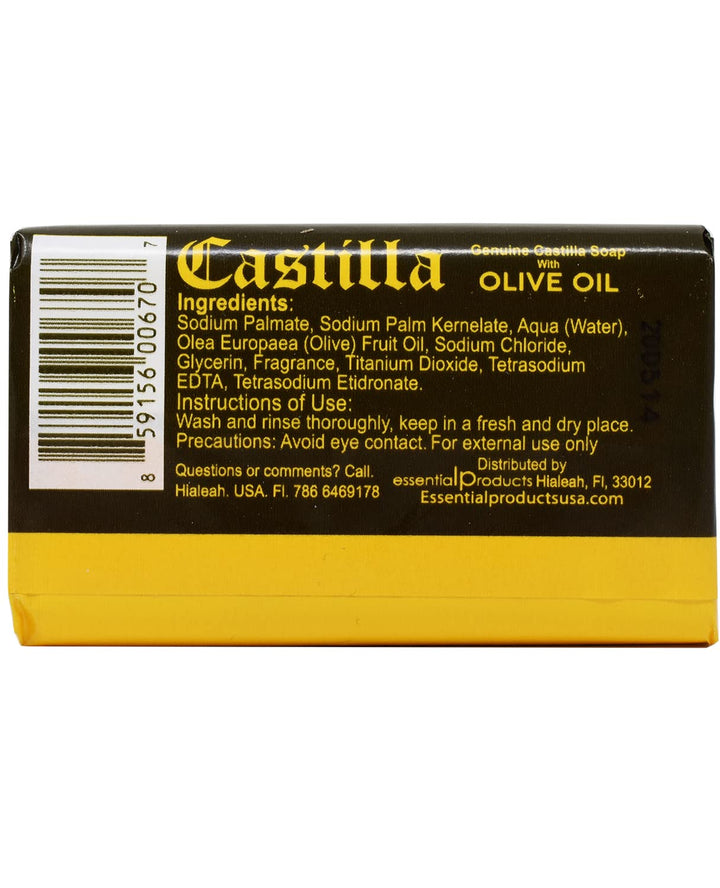 Castilla
Genuine Castilla Soap
With
OLIVE OIL
Ingredients:
Sodium Palmate, Sodium Palm Kernelate, Aqua (Water),
Olea Europaea (Olive) Fruit Oil, Sodium Chloride,
Glycerin, Fragrance, Titanium Dioxide, Tetrasodium
EDTA, Tetrasodium Etidronate.
Instructions of Use:
Wash and rinse thoroughly, keep in a fresh and dry place.
Precautions: Avoid eye contact. For external use only
Questions or comments? Call.
Hialeah. USA. Fl. 786 6469178
Distributed by
essential Products Hialeah, Fl, 33012
Essentialproductsusa.com
8 59156 00670 7
200514